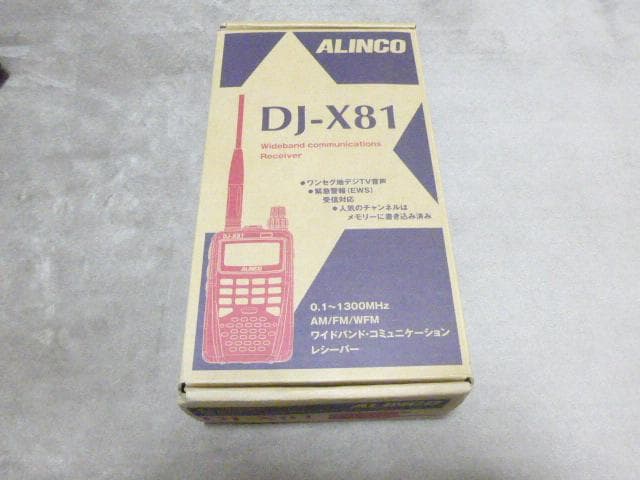 ALINCO
DJ-X81
Wideband communications
Receiver
●ワンセグ地デジTV音声
●緊急警報(EWS)
受信対応
●人気のチャンネルは
メモリーに書き込み済み
DJ-X81
ALINCO
0.1~1300MHz
AM/FM/WFM
ワイドバンド・コミュニケーション
レシーバー
ALINCO